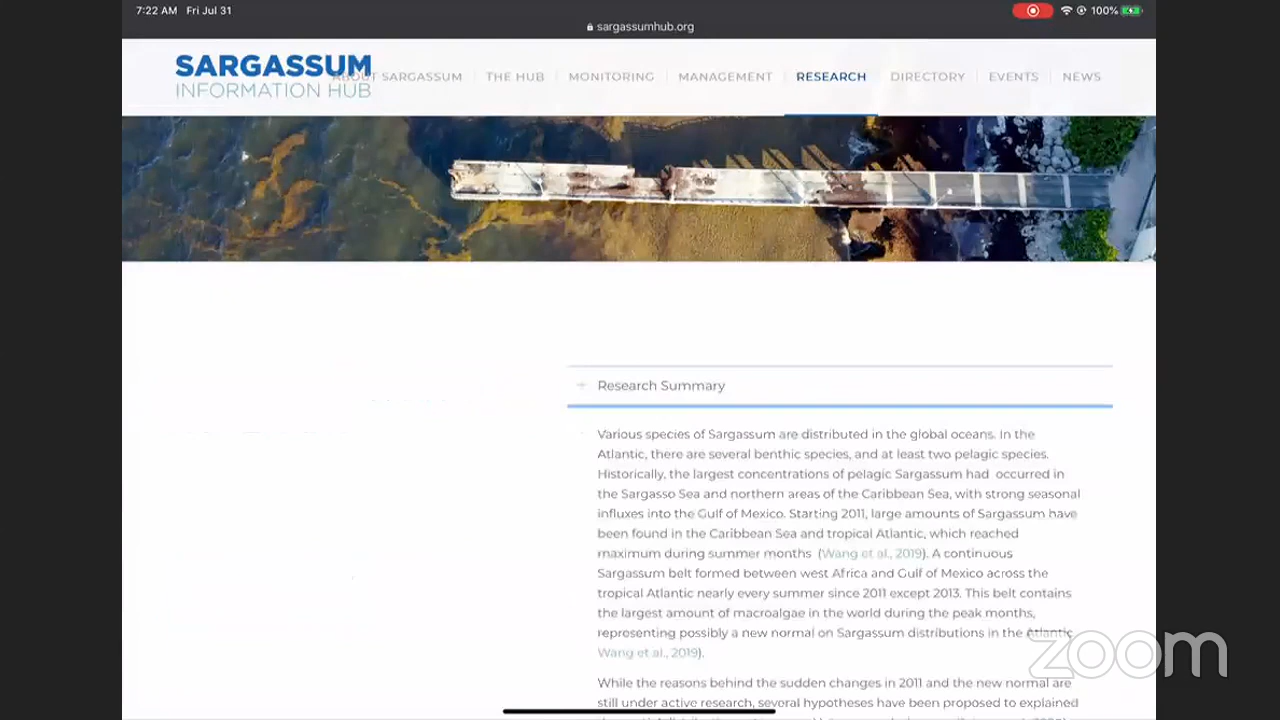 7:22 AM Fri Jul 31
100%
sargassumhub.org
SARGASSUM
INFORMATION HUB
ABOUT SARGASSUM THE HUB MONITORING MANAGEMENT RESEARCH DIRECTORY EVENTS NEWS
+ Research Summary
Various species of Sargassum are distributed in the global oceans. In the
Atlantic, there are several benthic species, and at least two pelagic species.
Historically, the largest concentrations of pelagic Sargassum had occurred in
the Sargasso Sea and northern areas of the Caribbean Sea, with strong seasonal
influxes into the Gulf of Mexico. Starting 2011, large amounts of Sargassum have
been found in the Caribbean Sea and tropical Atlantic, which reached
maximum during summer months (Wang et al., 2019). A continuous
Sargassum belt formed between west Africa and Gulf of Mexico across the
tropical Atlantic nearly every summer since 2011 except 2013. This belt contains
the largest amount of macroalgae in the world during the peak months,
representing possibly a new normal on Sargassum distributions in the Atlantic
Wang et al., 2019).
While the reasons behind the sudden changes in 2011 and the new normal are
still under active research, several hypotheses have been proposed to explained
zoom